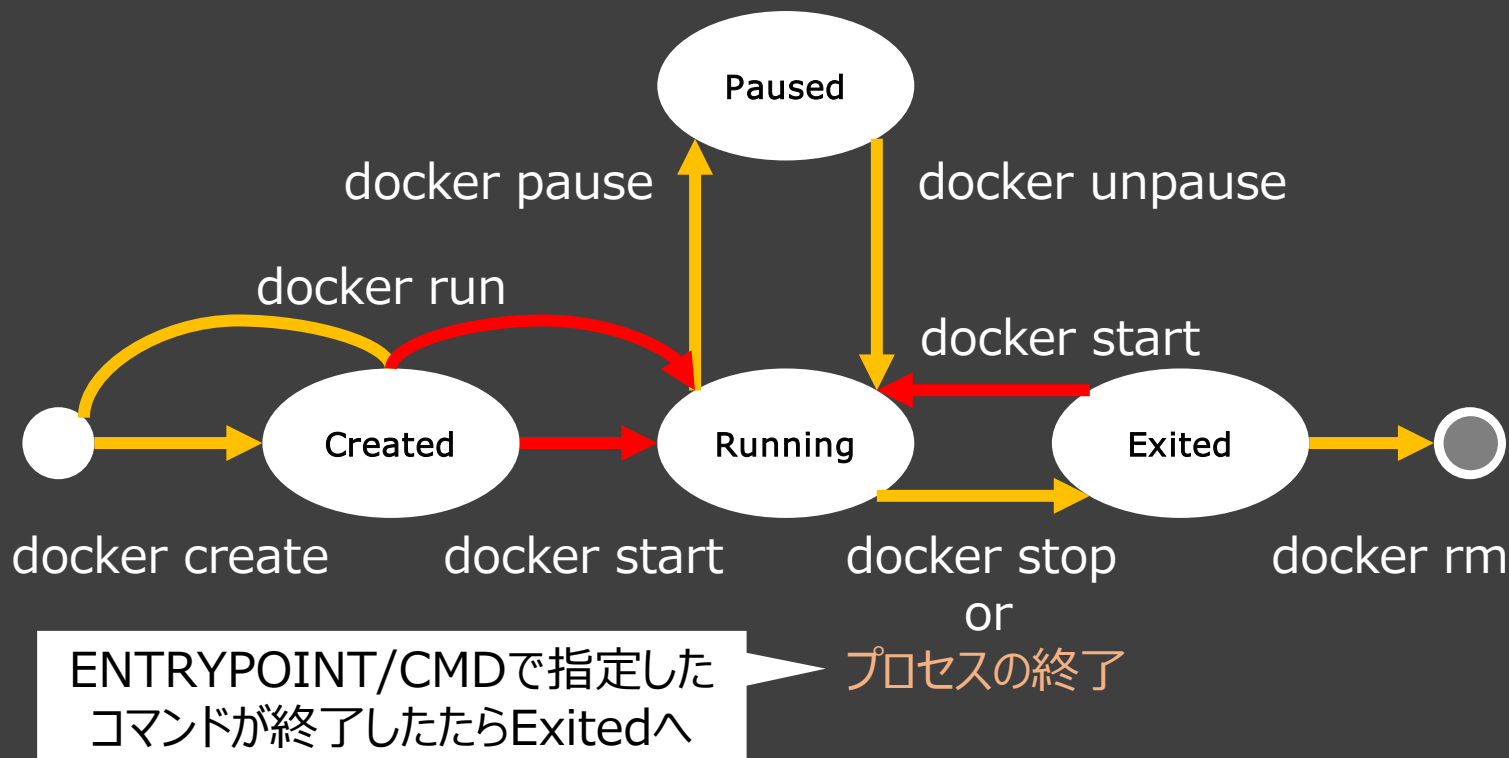 Paused
docker pause
docker unpause
docker run
docker start
Created
Running
Exited
docker create
docker start
docker stop
or
プロセスの終了
docker rm
ENTRYPOINT/CMDで指定した
コマンドが終了したたらExitedへ